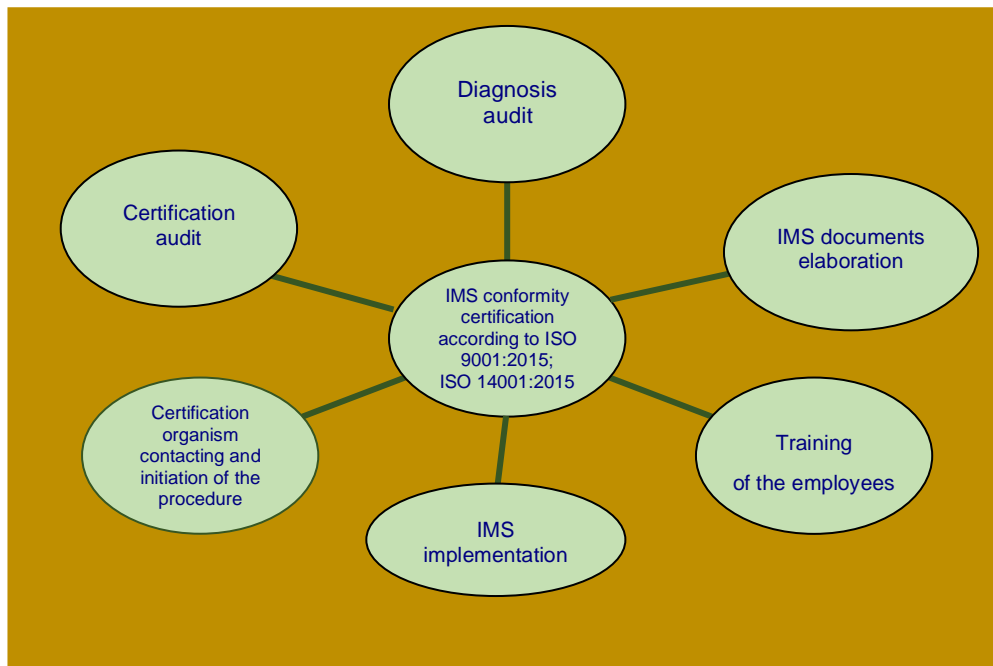 Diagnosis
audit
Certification
audit
IMS documents
elaboration
IMS conformity
certification
according to ISO
9001:2015;
ISO 14001:2015
Certification
organism
contacting and
initiation of the
procedure
Training
of the employees
IMS
implementation